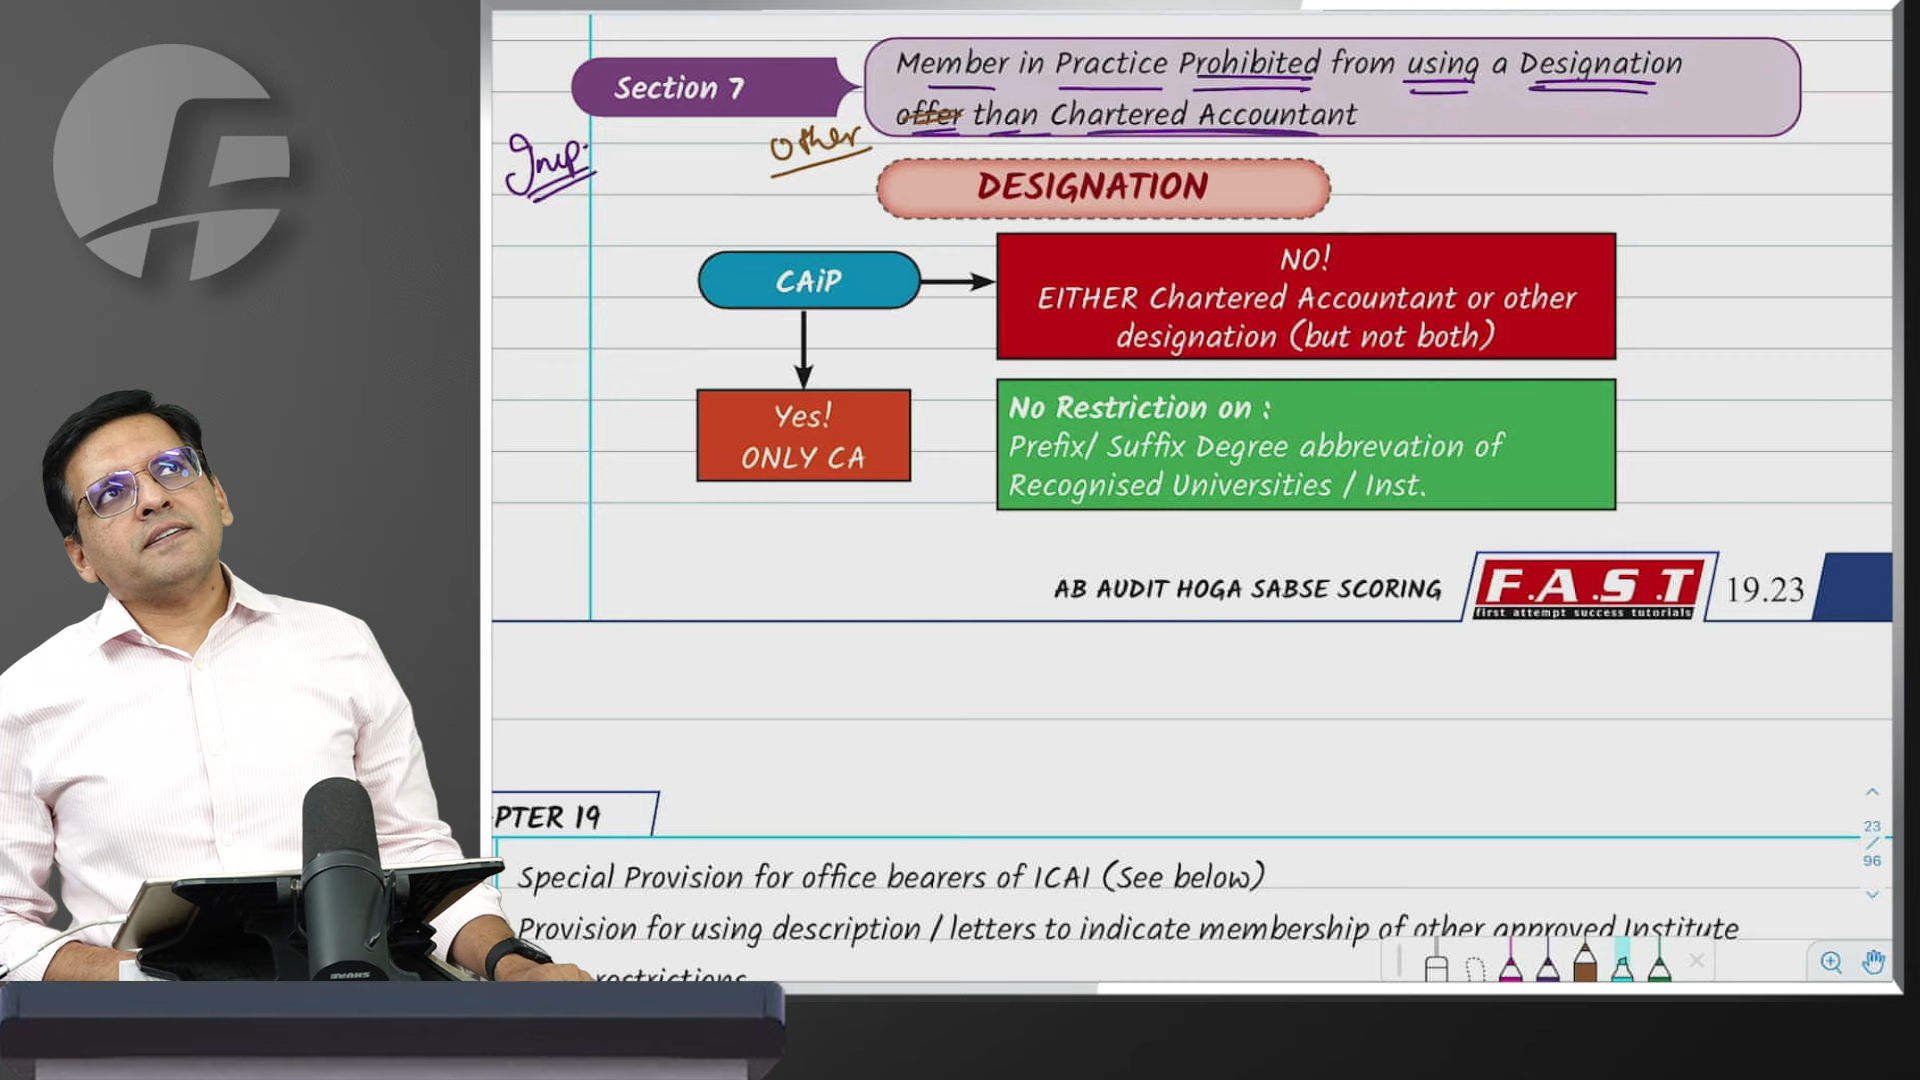 Section 7
Member in Practice Prohibited from using a Designation
offer than Chartered Accountant
Imp.
Other
DESIGNATION
CAiP
NO!
EITHER Chartered Accountant or other
designation (but not both)
Yes!
ONLY CA
No Restriction on :
Prefix/ Suffix Degree abbrevation of
Recognised Universities / Inst.
AB AUDIT HOGA SABSE SCORING
F.A.S.T
first attempt success tutorials
19.23
PTER 19
Special Provision for office bearers of ICAI (See below)
Provision for using description / letters to indicate membership of other approved Institute
restrictions
23
/
96